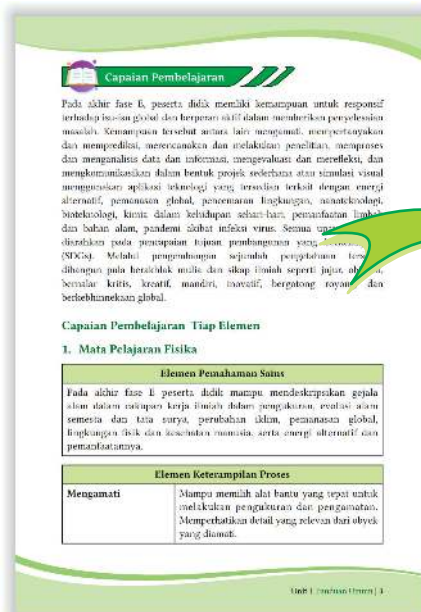 Capaian Pembelajaran
Pada akhir fase E, peserta didik memiliki kemampuan untuk responsif
terhadap isu-isu global dan berperan aktif dalam memberikan penyelesaian
masalah. Kemampuan tersebut antara lain mengamati, mempertanyakan
dan memprediksi, merencanakan dan melakukan penelitian, memproses
dan menganalisis data dan informasi, mengevaluasi dan merefleksi, dan
mengkomunikasikan dalam bentuk projek sederhana atau simulasi visual
menggunakan aplikasi teknologi yang tersedia terkait dengan energi
alternatif, pemanasan global, pencemaran lingkungan, nanoteknologi,
bioteknologi, kimia dalam kehidupan sehari-hari, pemanfaatan limbah
dan bahan alam, pandemi akibat infeksi virus. Semua
diarahkan pada pencapaian tujuan pembangunan yang
(SDGs). Melalui pengembangan sejumlah pengetahuan
dibangun pula berakhlak mulia dan sikap ilmiah seperti jujur,
bernalar kritis, kreatif, mandiri, inovatif, bergotong royong dan
berkebhinnekaan global.
Capaian Pembelajaran Tiap Elemen
1. Mata Pelajaran Fisika
Elemen Pemahaman Sains
Pada akhir fase E peserta didik mampu mendeskripsikan gejala
alam dalam cakupan kerja ilmiah dalam pengukuran, evolusi alam
semesta dan tata surya, perubahan iklim, pemanasan global,
lingkungan fisik dan kesehatan manusia, serta energi alternatif dan
pemanfaatannya.
Elemen Keterampilan Proses
Mengamati
Mampu memilih alat bantu yang tepat untuk
melakukan pengukuran dan pengamatan.
Memperhatikan detail yang relevan dari obyek
yang diamati.
Unit 1 Panduan Umum | 3